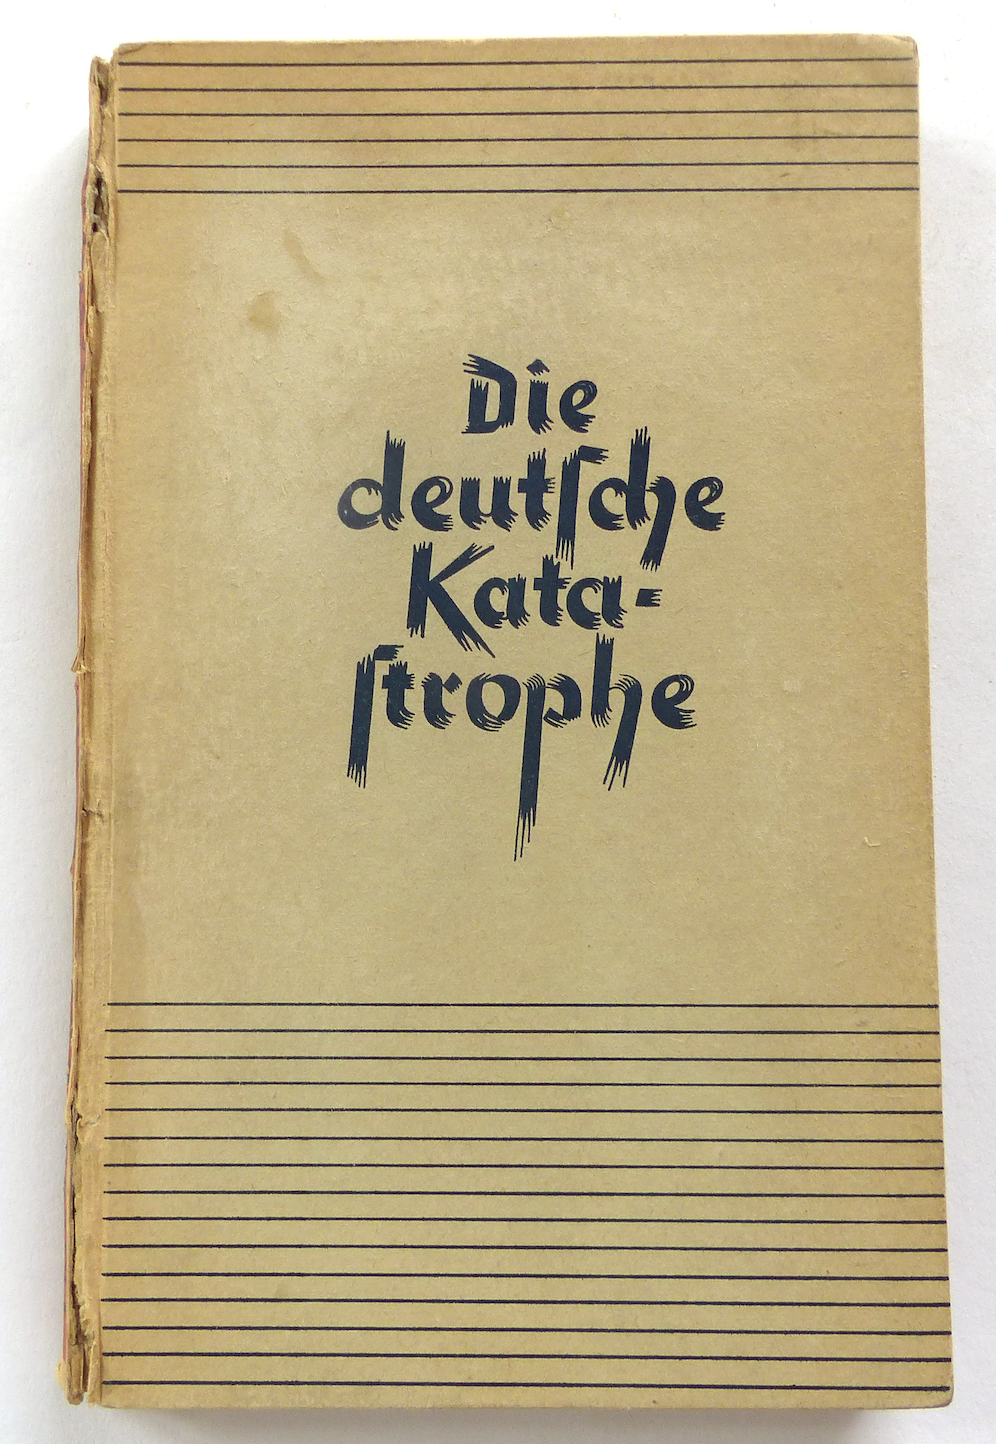 Die
deutſche
Kata-
ſtrophe